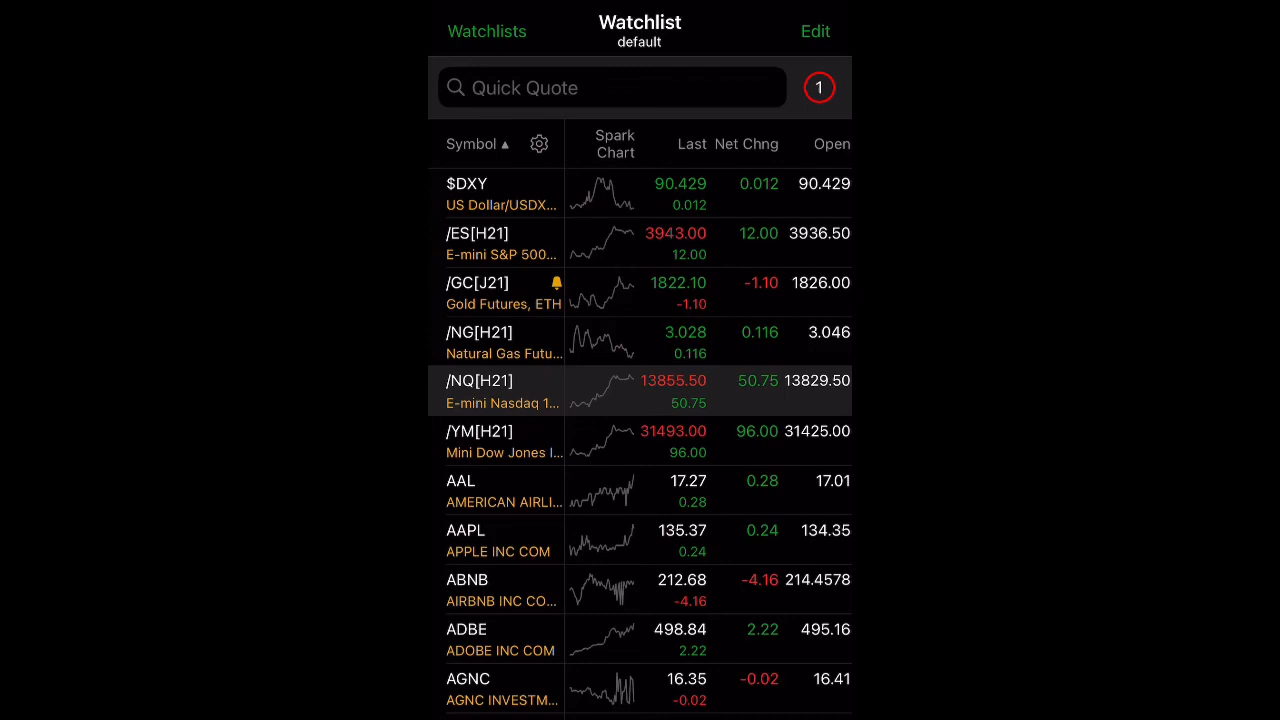 Watchlists Watchlist Edit
default
Quick Quote 1
Symbol ▲ Spark Chart Last Net Chng Open
$DXY 90.429 0.012 90.429
US Dollar/USDX... 0.012
/ES[H21] 3943.00 12.00 3936.50
E-mini S&P 500... 12.00
/GC[J21] 1822.10 -1.10 1826.00
Gold Futures, ETH -1.10
/NG[H21] 3.028 0.116 3.046
Natural Gas Futu... 0.116
/NQ[H21] 13855.50 50.75 13829.50
E-mini Nasdaq 1... 50.75
/YM[H21] 31493.00 96.00 31425.00
Mini Dow Jones I... 96.00
AAL 17.27 0.28 17.01
AMERICAN AIRLI... 0.28
AAPL 135.37 0.24 134.35
APPLE INC COM 0.24
ABNB 212.68 -4.16 214.4578
AIRBNB INC CO... -4.16
ADBE 498.84 2.22 495.16
ADOBE INC COM 2.22
AGNC 16.35 -0.02 16.41
AGNC INVESTM... -0.02